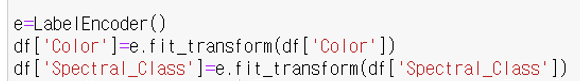 e=LabelEncoder()
df['Color']=e.fit_transform(df['Color'])
df['Spectral_Class']=e.fit_transform(df['Spectral_Class'])